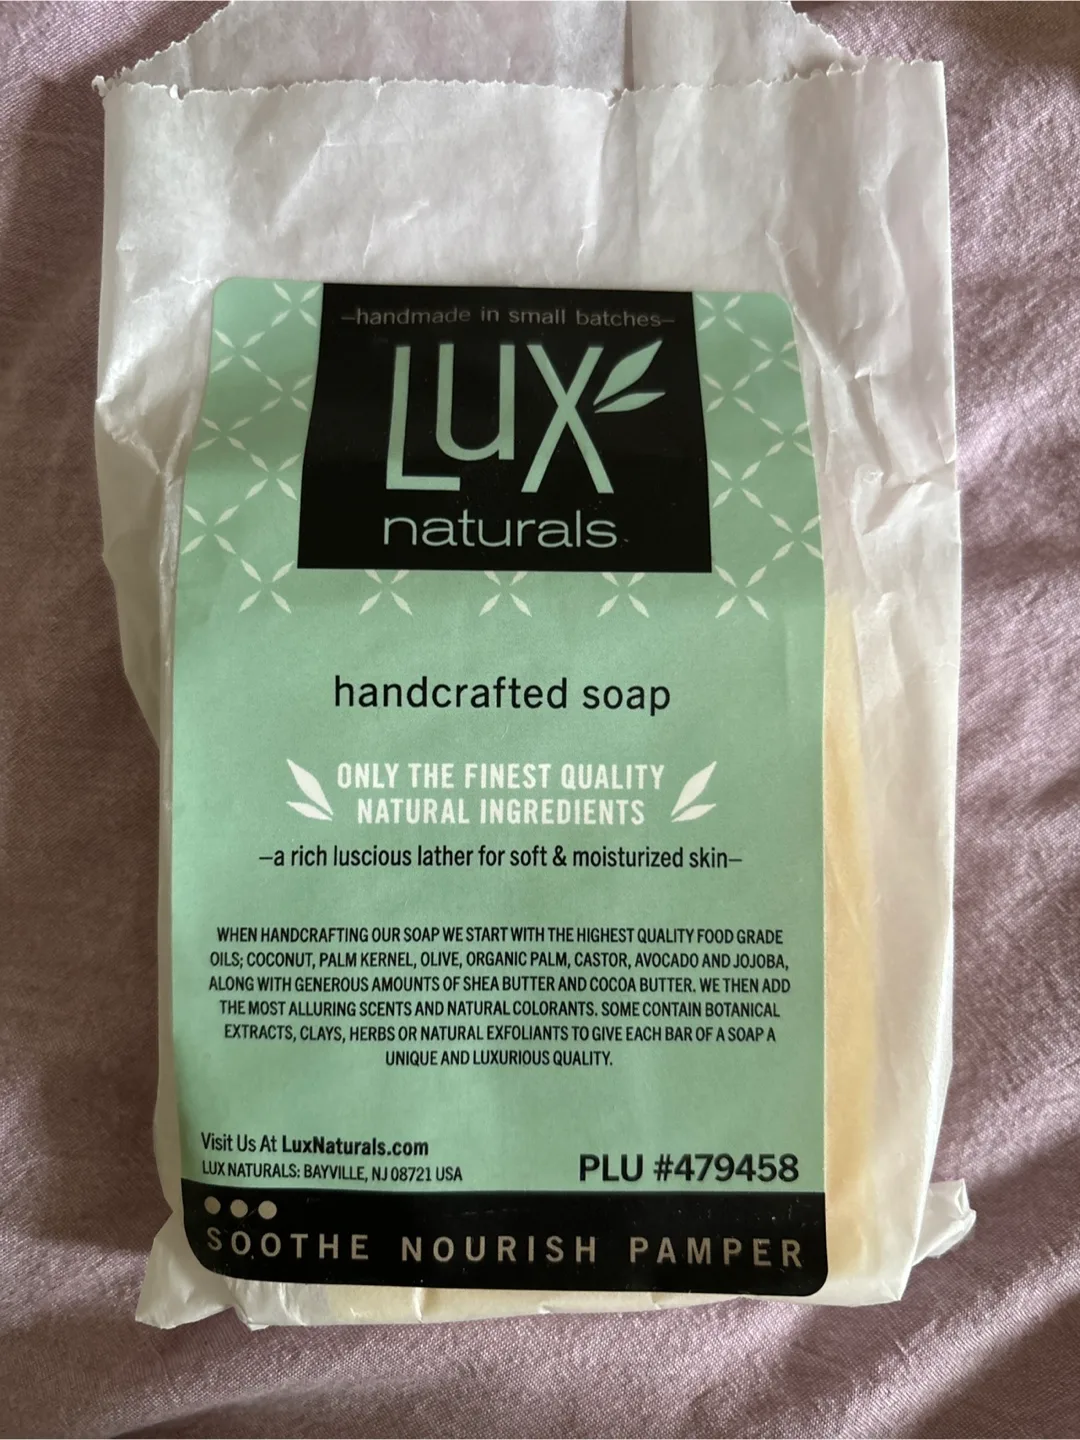 —handmade in small batches—
LUX
naturals
handcrafted soap
ONLY THE FINEST QUALITY
NATURAL INGREDIENTS
—a rich luscious lather for soft & moisturized skin—
WHEN HANDCRAFTING OUR SOAP WE START WITH THE HIGHEST QUALITY FOOD GRADE
OILS; COCONUT, PALM KERNEL, OLIVE, ORGANIC PALM, CASTOR, AVOCADO AND JOJOBA,
ALONG WITH GENEROUS AMOUNTS OF SHEA BUTTER AND COCOA BUTTER. WE THEN ADD
THE MOST ALLURING SCENTS AND NATURAL COLORANTS. SOME CONTAIN BOTANICAL
EXTRACTS, CLAYS, HERBS OR NATURAL EXFOLIANTS TO GIVE EACH BAR OF A SOAP A
UNIQUE AND LUXURIOUS QUALITY.
Visit Us At LuxNaturals.com
LUX NATURALS: BAYVILLE, NJ 08721 USA
PLU #479458
SOOTHE NOURISH PAMPER